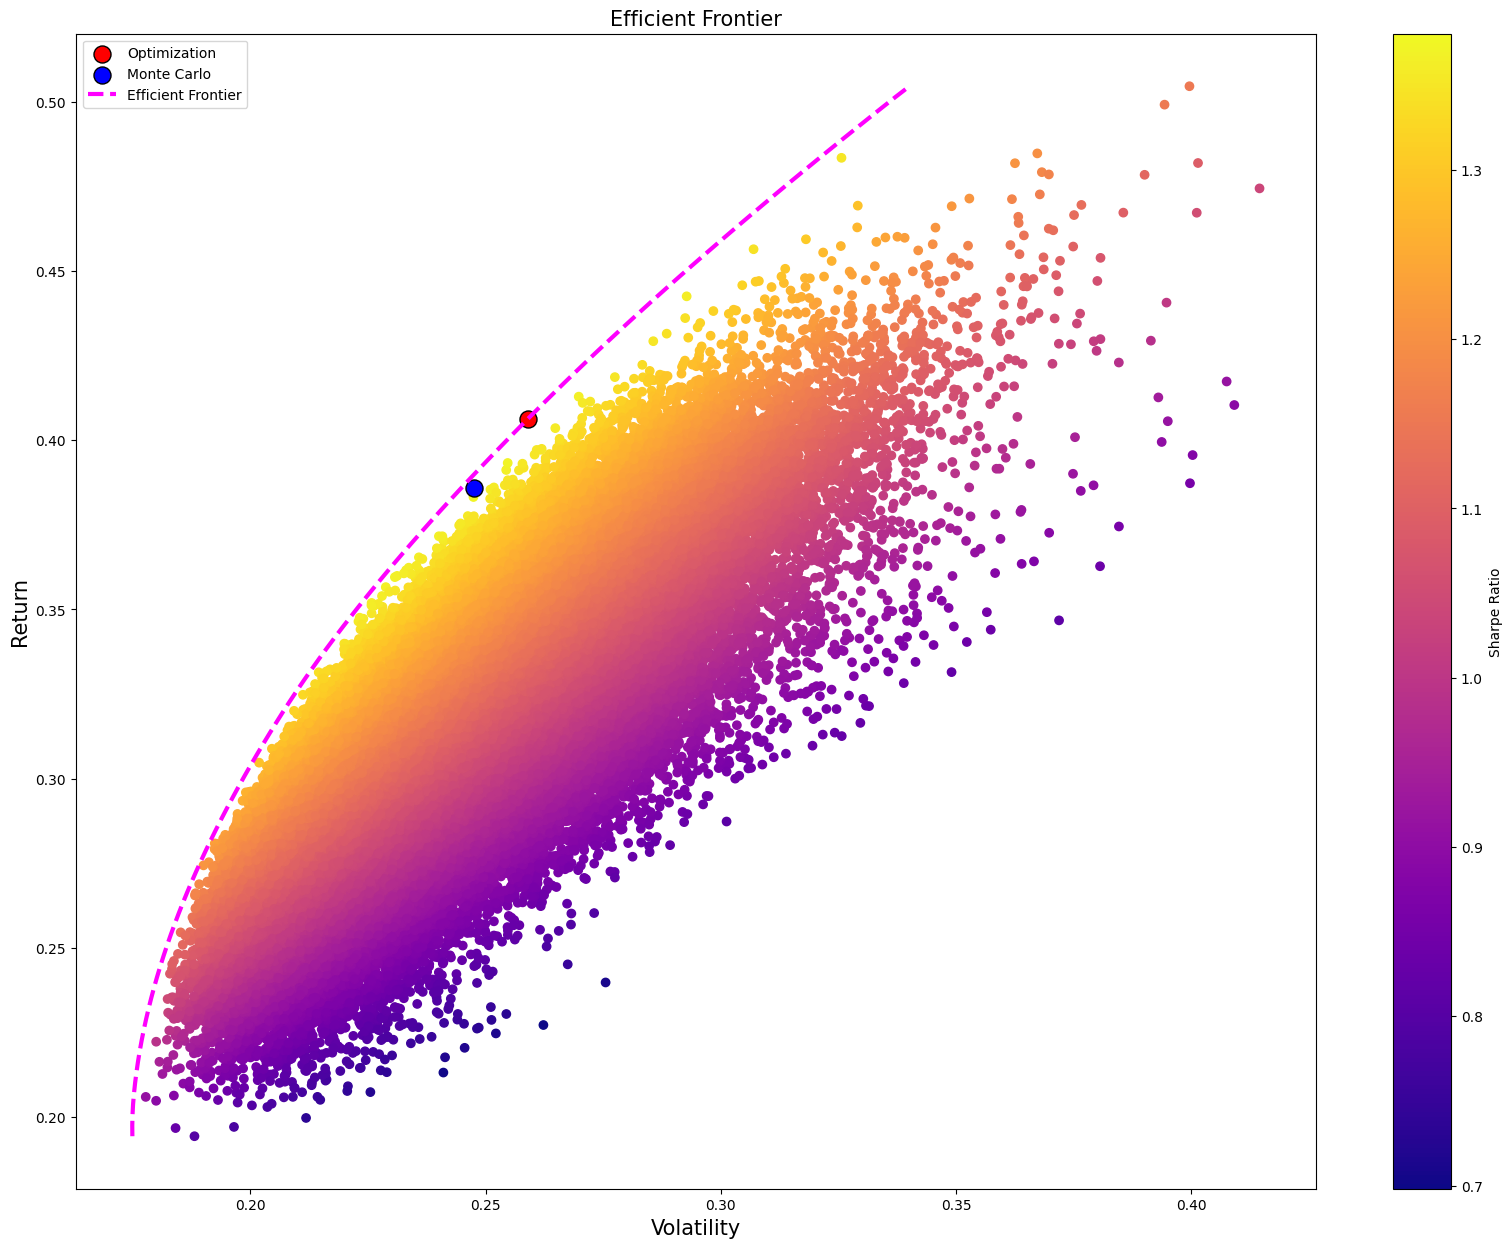 Efficient Frontier
Optimization
Monte Carlo
Efficient Frontier
0.50
0.45
0.40
0.35
0.30
0.25
0.20
Return
0.20 0.25 0.30 0.35 0.40
Volatility
1.3
1.2
1.1
1.0
0.9
0.8
0.7
Sharpe Ratio